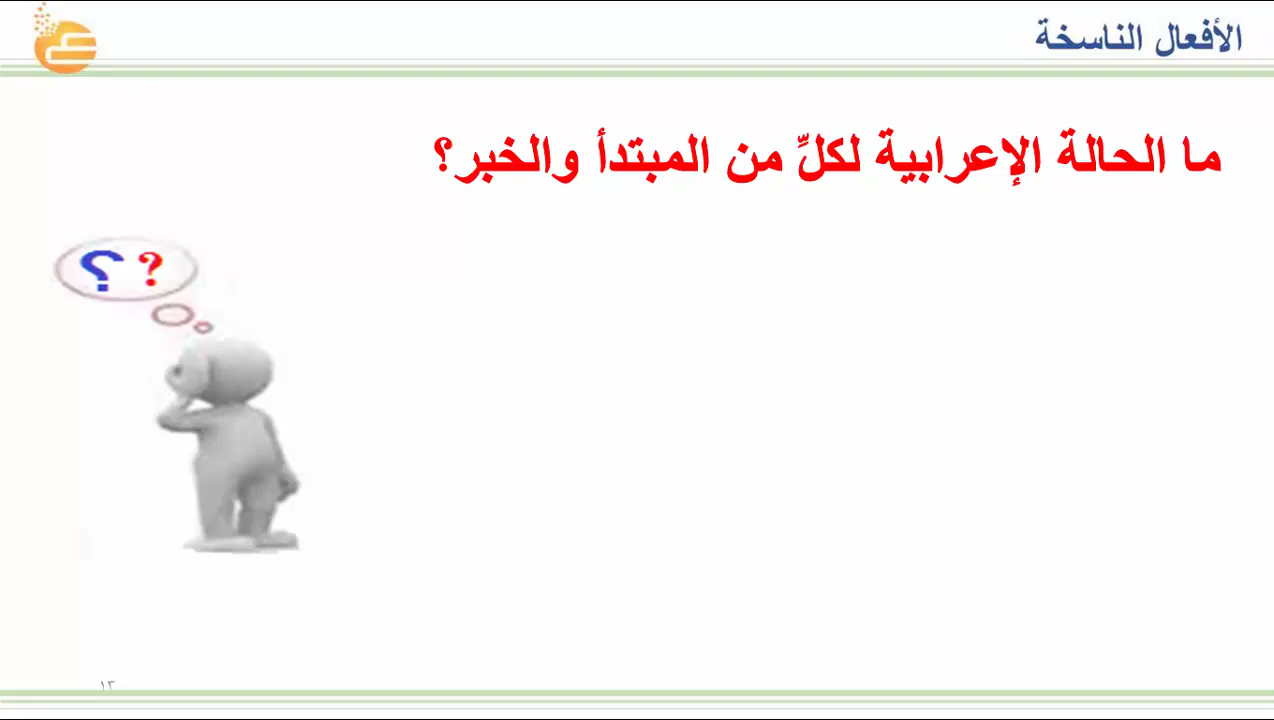 الأفعال الناسخة
ما الحالة الإعرابية لكلِّ من المبتدأ والخبر؟
؟ ?
١٣